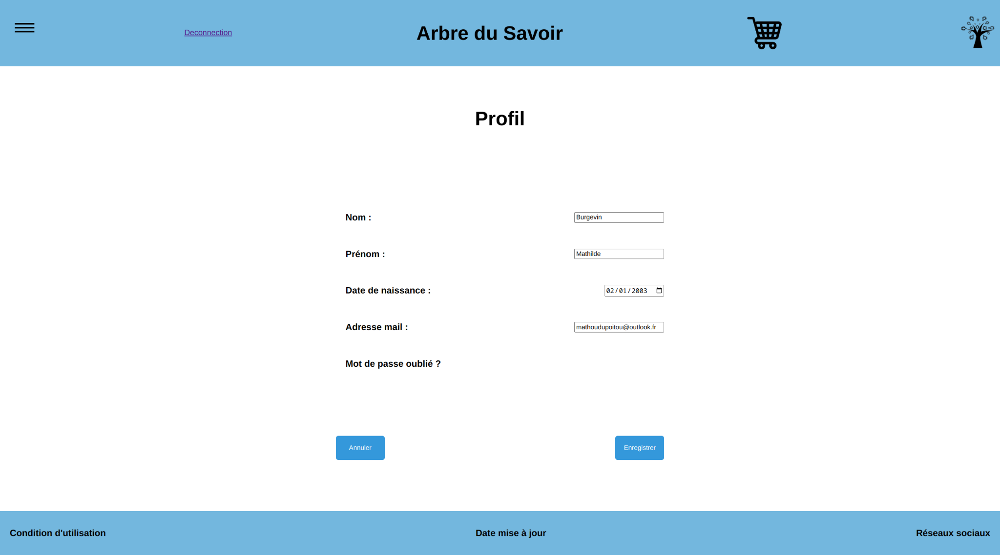 Deconnection
Arbre du Savoir
Profil
Nom :
Burgevin
Prénom :
Mathilde
Date de naissance :
02/01/2003
Adresse mail :
mathoudupoitou@outlook.fr
Mot de passe oublié ?
Annuler
Enregistrer
Condition d'utilisation
Date mise à jour
Réseaux sociaux